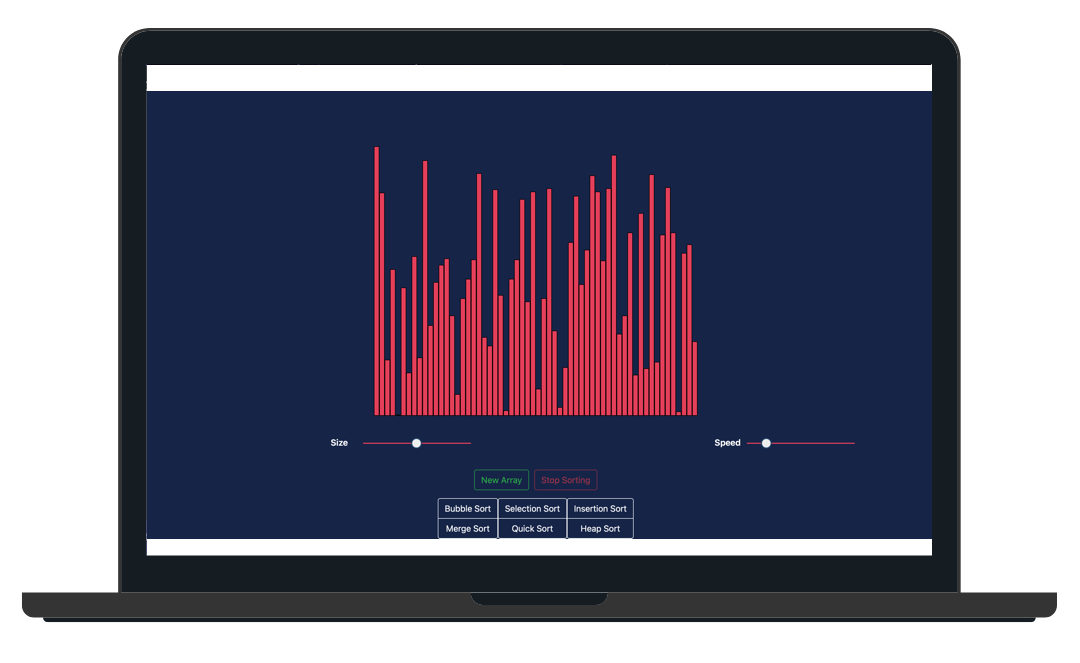 Size
Speed
New Array
Stop Sorting
Bubble Sort
Selection Sort
Insertion Sort
Merge Sort
Quick Sort
Heap Sort